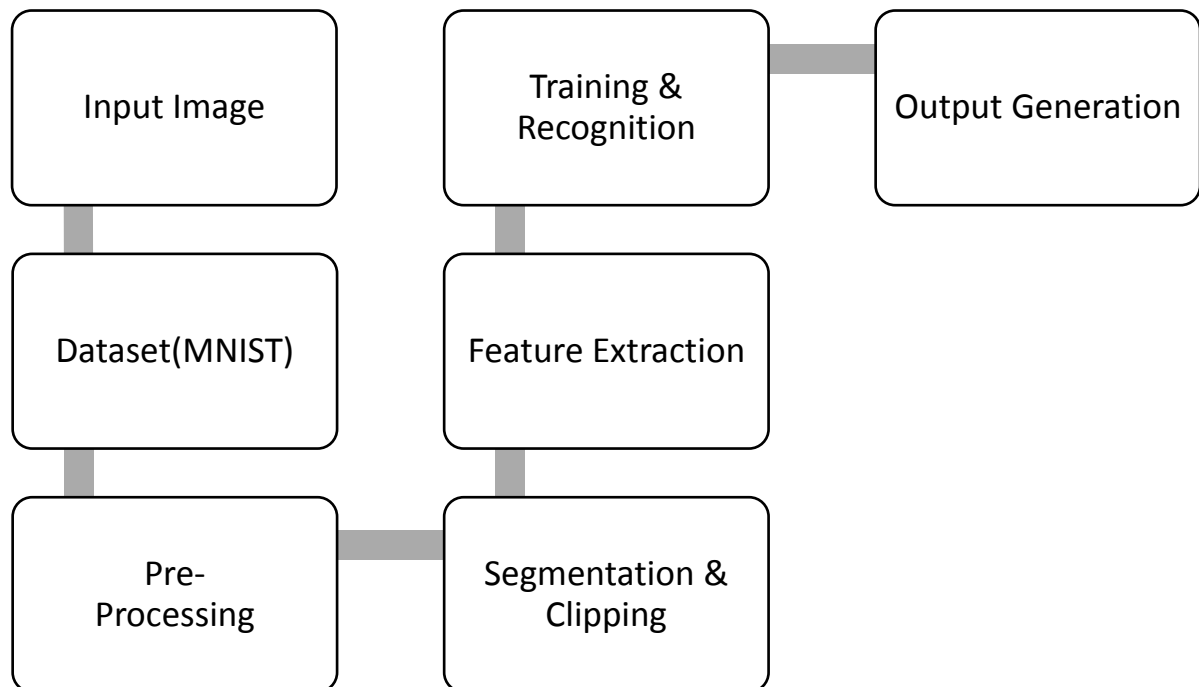 Input Image
Dataset(MNIST)
Pre-
Processing
Segmentation &
Clipping
Feature Extraction
Training &
Recognition
Output Generation